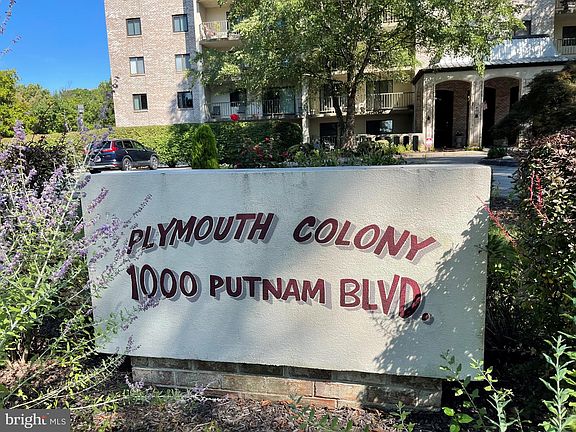 PLYMOUTH COLONY
1000 PUTNAM BLVD.
bright MLS